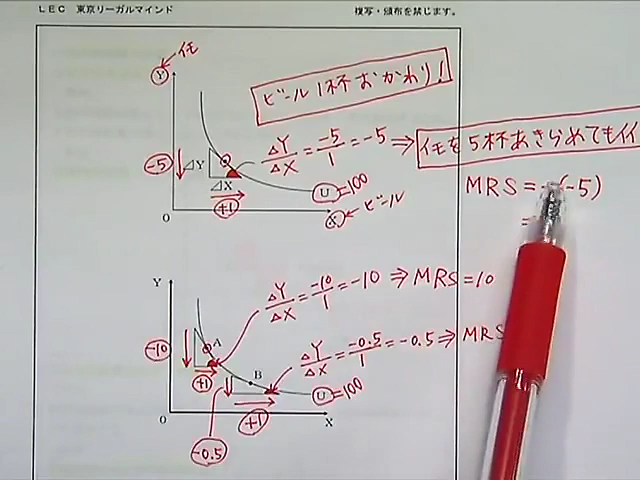 LEC 東京リーガルマインド
複写・頒布を禁じます。
イモ
Y
ビール1杯おかわり!
-5
ΔY
ΔX
+1
ΔY/ΔX = -5/1 = -5 ⇒ イモを5杯あきらめてもイイ
U=100
0
X ビール
MRS = -(-5)
=
Y
-10
A
+1
B
-0.5
+1
ΔY/ΔX = -10/1 = -10 ⇒ MRS=10
ΔY/ΔX = -0.5/1 = -0.5 ⇒ MRS
U=100
0
X